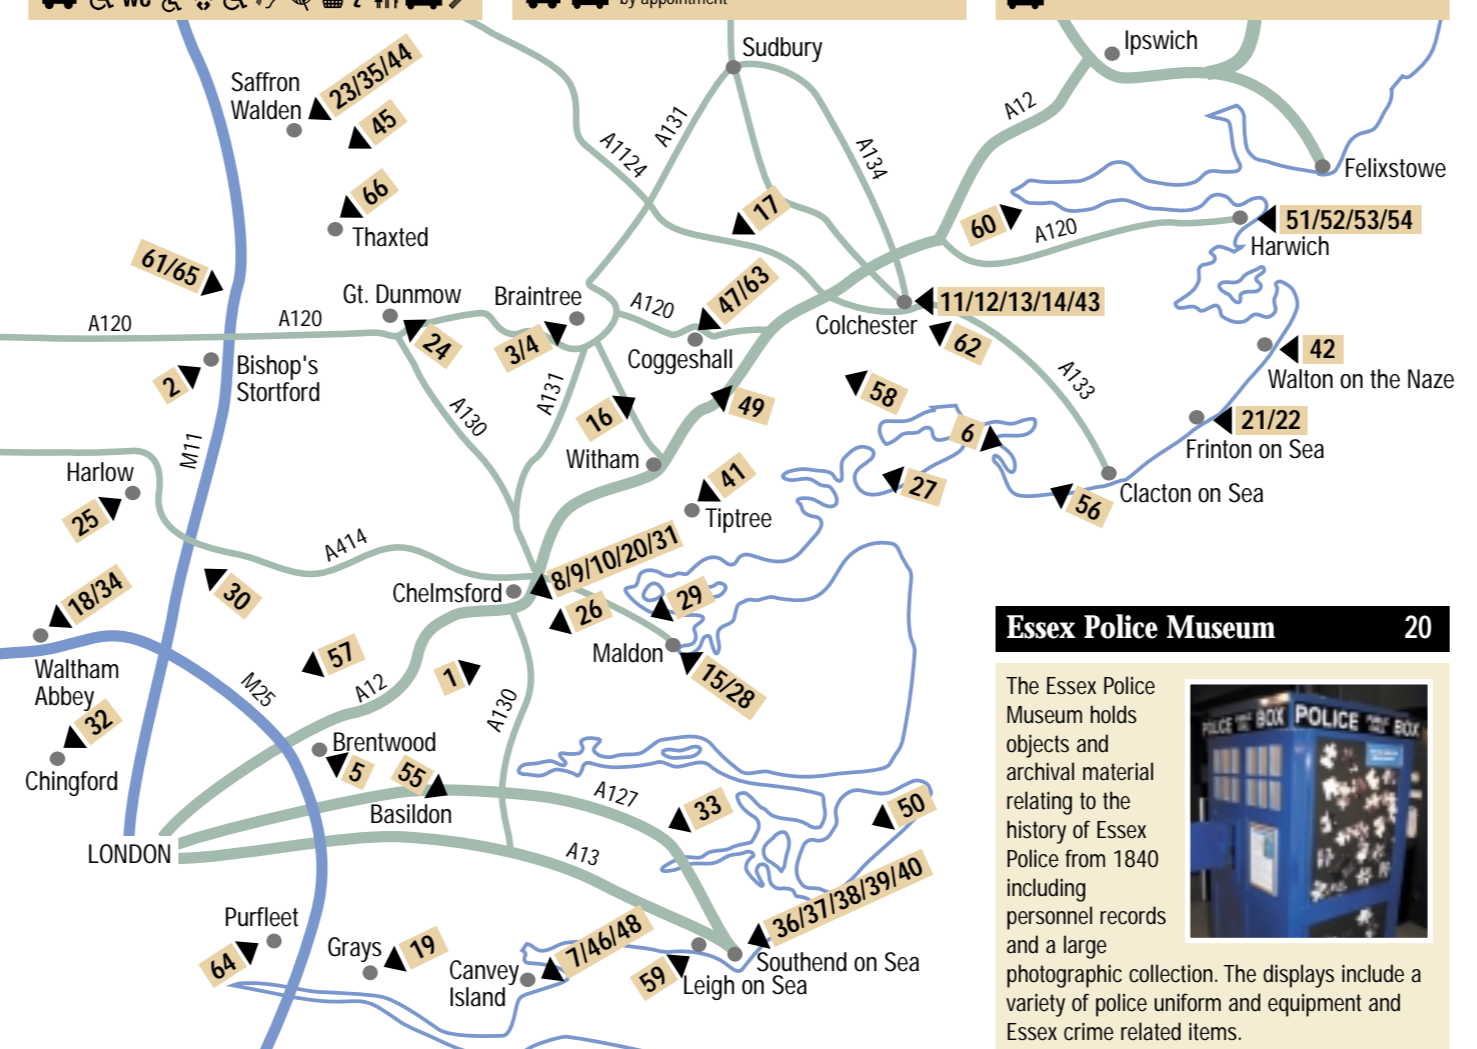 WC
by appointment
Sudbury
Ipswich
Saffron
Walden
23/35/44
45
A131
A1124
A134
A12
Felixstowe
66
Thaxted
17
60
A120
51/52/53/54
Harwich
61/65
Gt. Dunmow
Braintree
A120
47/63
A120
A120
24
3/4
Coggeshall
Colchester
11/12/13/14/43
62
42
Walton on the Naze
2
Bishop's
Stortford
A130
A131
16
49
58
A133
6
21/22
Frinton on Sea
M11
Harlow
25
Witham
41
Tiptree
27
56
Clacton on Sea
A414
8/9/10/20/31
18/34
30
Chelmsford
26
29
Maldon
15/28
Waltham
Abbey
57
A12
1
A130
M25
32
Chingford
Brentwood
5
55
Basildon
A127
33
50
LONDON
A13
36/37/38/39/40
Purfleet
64
Grays
19
Canvey
Island
7/46/48
59
Leigh on Sea
Southend on Sea
Essex Police Museum 20
The Essex Police
Museum holds
objects and
archival material
relating to the
history of Essex
Police from 1840
including
personnel records
and a large
photographic collection. The displays include a
variety of police uniform and equipment and
Essex crime related items.
POLICE BOX
POLICE BOX